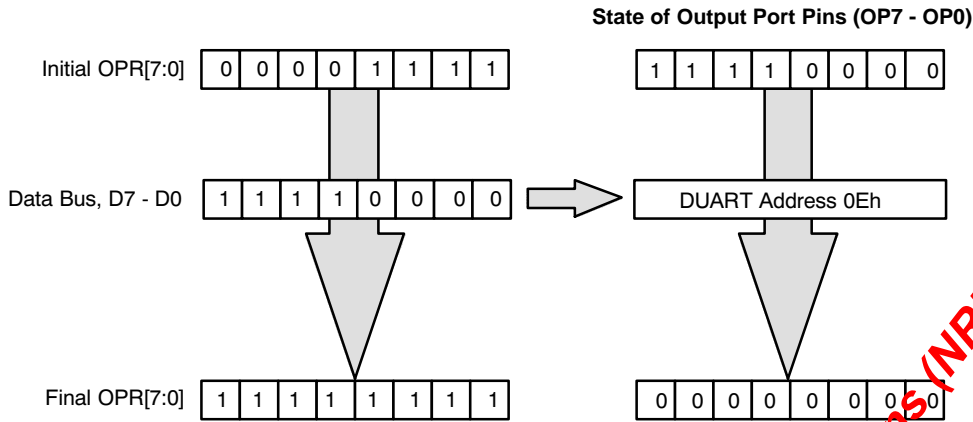 State of Output Port Pins (OP7 - OP0)
Initial OPR[7:0] 0 0 0 0 1 1 1 1 1 1 1 1 0 0 0 0
Data Bus, D7 - D0 1 1 1 1 0 0 0 0 DUART Address 0Eh
Final OPR[7:0] 1 1 1 1 1 1 1 1 0 0 0 0 0 0 0 0